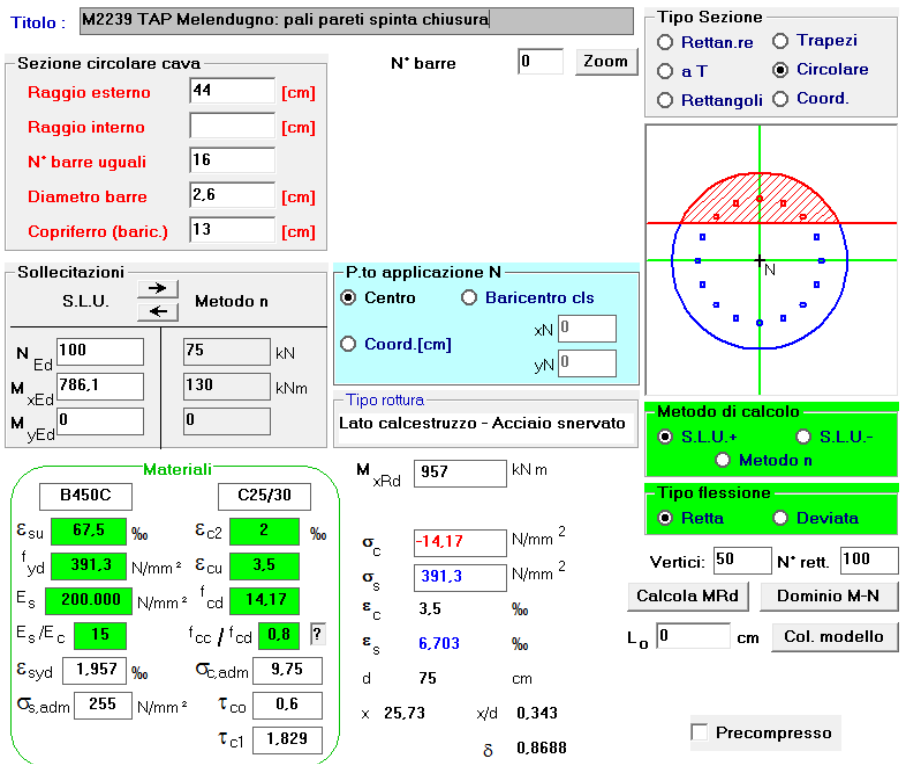 Titolo : M2239 TAP Melendugno: pali pareti spinta chiusura
Sezione circolare cava
Raggio esterno 44 [cm]
Raggio interno [cm]
N° barre uguali 16
Diametro barre 2,6 [cm]
Copriferro (baric.) 13 [cm]
N° barre 0 Zoom
Tipo Sezione
Rettan.re Trapezi
a T Circolare
Rettangoli Coord.
N
Sollecitazioni
S.L.U. Metodo n
N Ed 100 75 kN
M xEd 786,1 130 kNm
M yEd 0 0
P.to applicazione N
Centro Baricentro cls
Coord.[cm] xN 0
yN 0
Tipo rottura
Lato calcestruzzo - Acciaio snervato
Metodo di calcolo
S.L.U.+ S.L.U.-
Metodo n
Tipo flessione
Retta Deviata
Vertici: 50 N° rett. 100
Calcola MRd Dominio M-N
L o 0 cm Col. modello
Precompresso
Materiali
B450C C25/30
ε su 67,5 ‰ ε c2 2 ‰
f yd 391,3 N/mm² ε cu 3,5
E s 200.000 N/mm² f cd 14,17
E s /E c 15 f cc / f cd 0,8 ?
ε syd 1,957 ‰ σ c,adm 9,75
σ s,adm 255 N/mm² τ co 0,6
τ c1 1,829
M xRd 957 kN m
σ c -14,17 N/mm²
σ s 391,3 N/mm²
ε c 3,5 ‰
ε s 6,703 ‰
d 75 cm
x 25,73 x/d 0,343
δ 0,8688